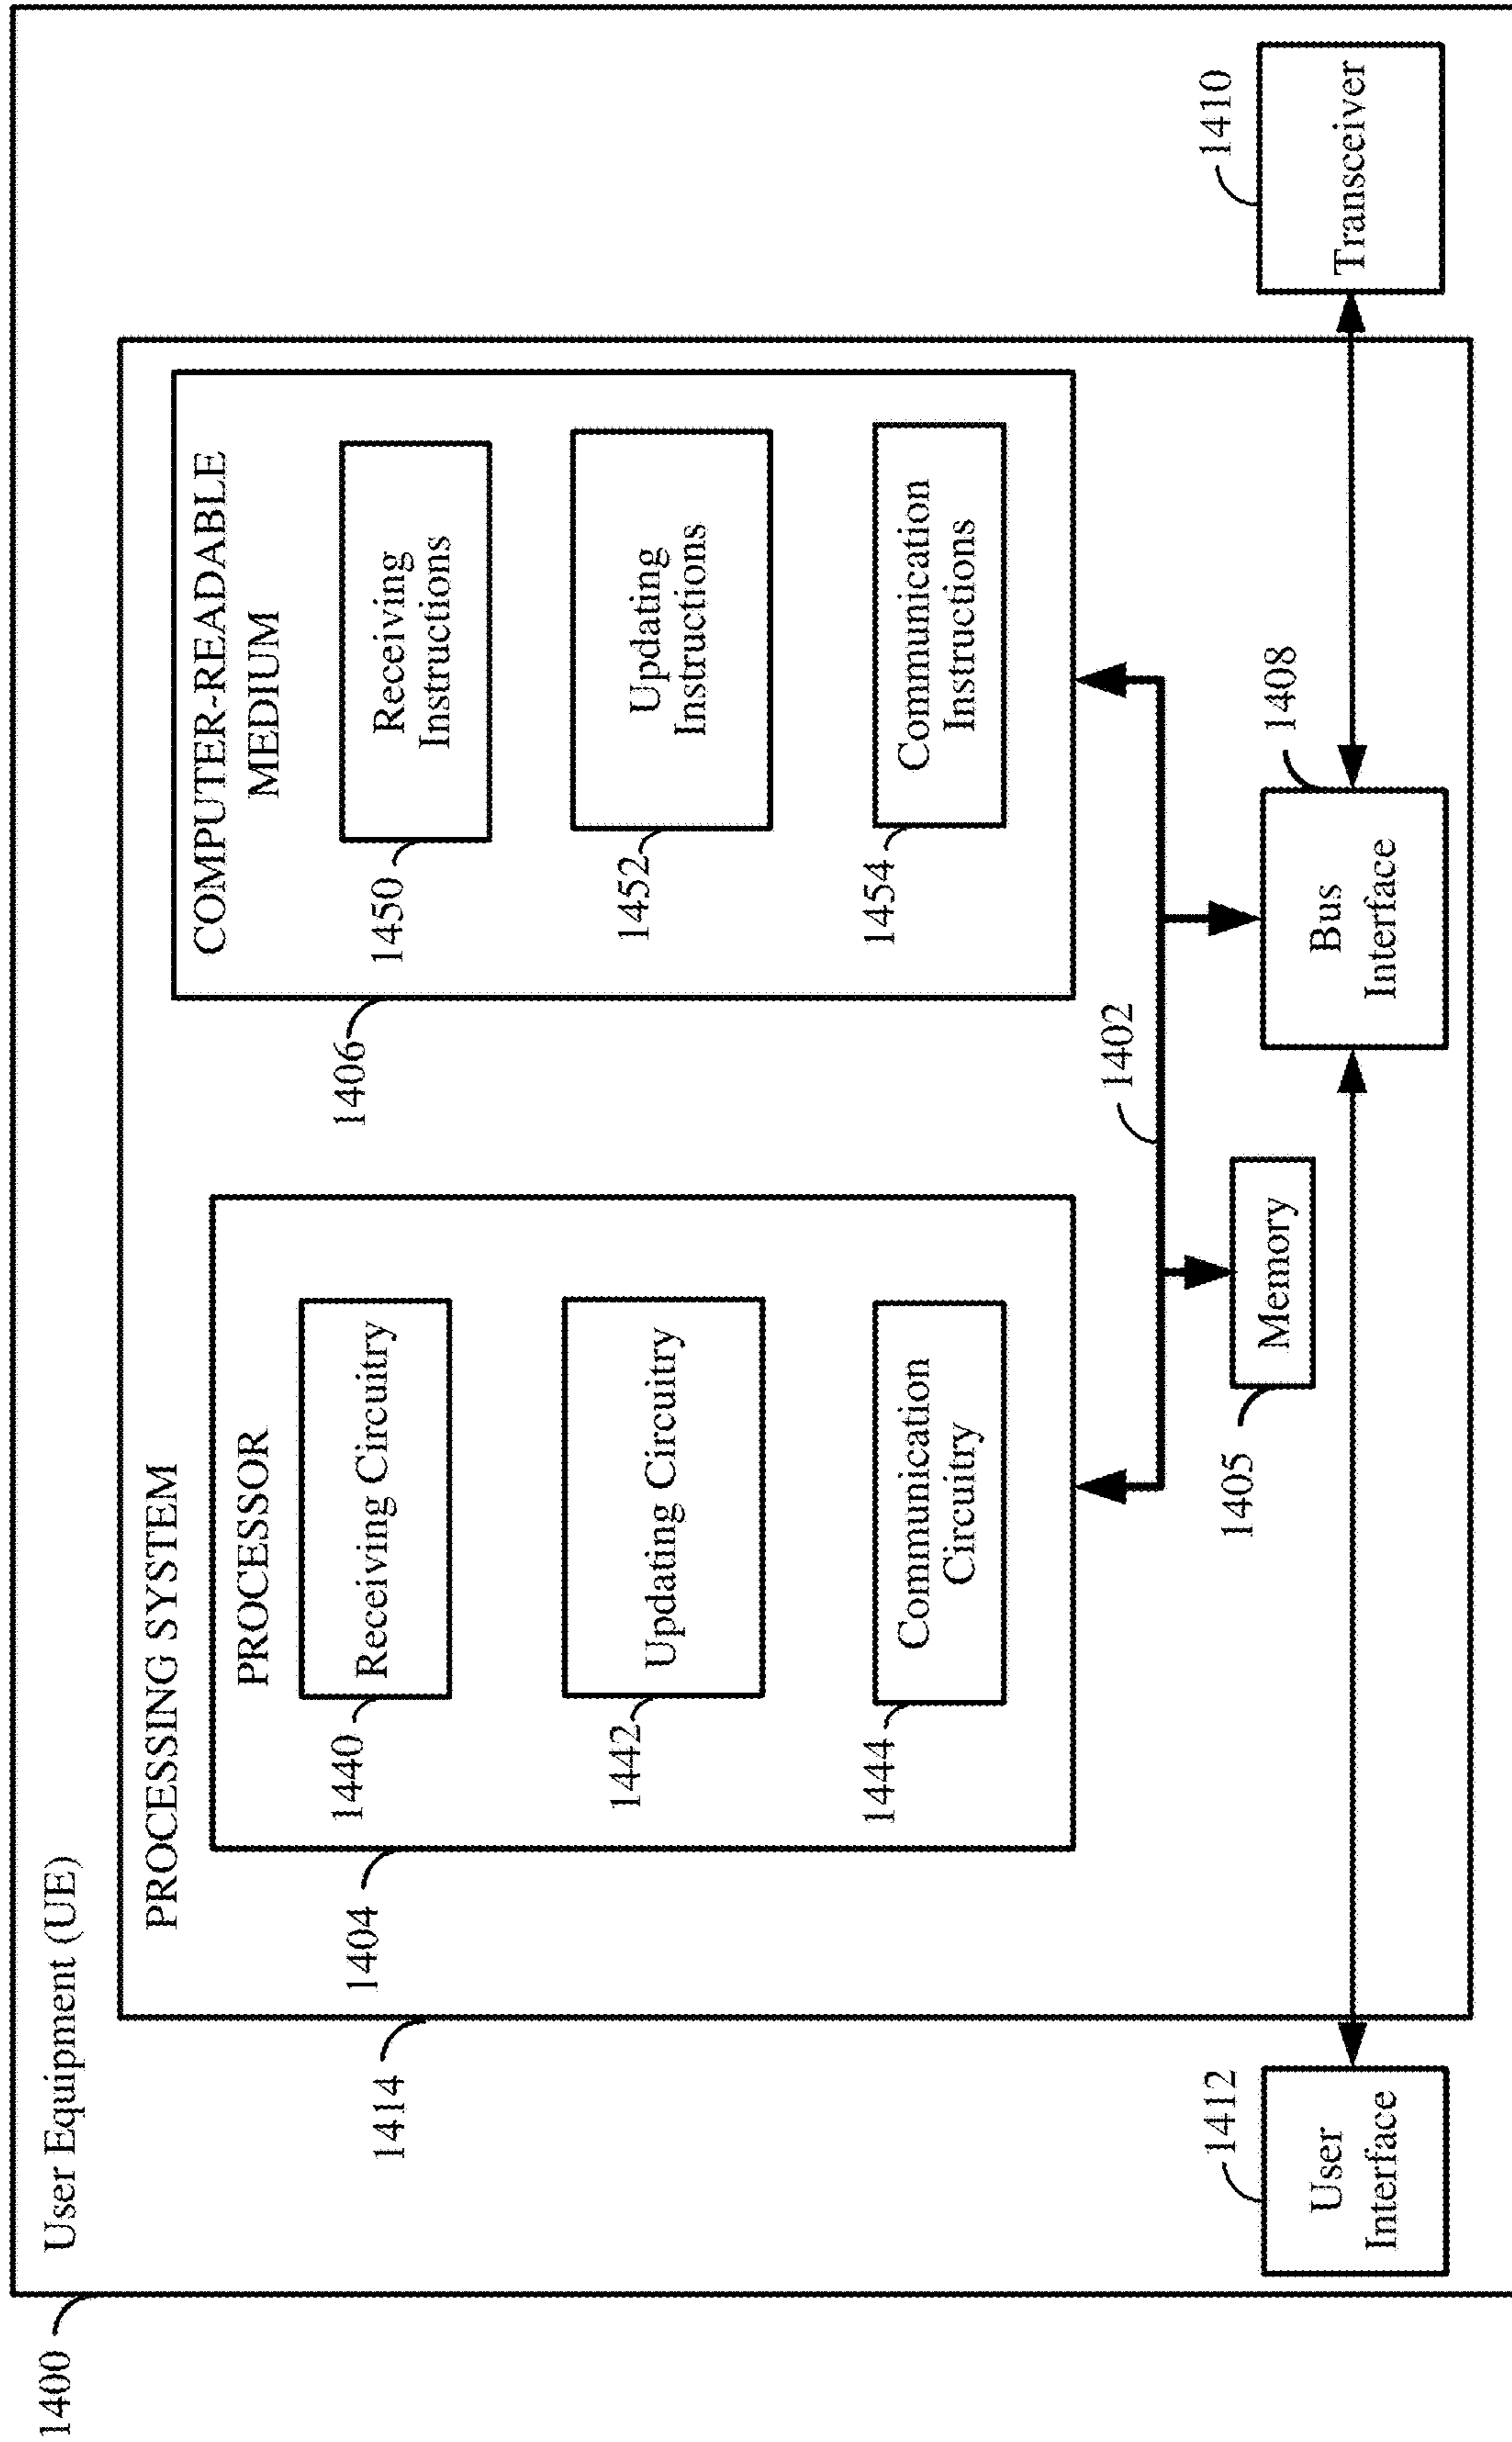 1400
User Equipment (UE)
1414
PROCESSING SYSTEM
1404
PROCESSOR
1440
Receiving Circuitry
1442
Updating Circuitry
1444
Communication
Circuitry
1406
COMPUTER-READABLE
MEDIUM
1450
Receiving
Instructions
1452
Updating
Instructions
1454
Communication
Instructions
1402
1405
Memory
1408
Bus
Interface
1412
User
Interface
1410
Transceiver